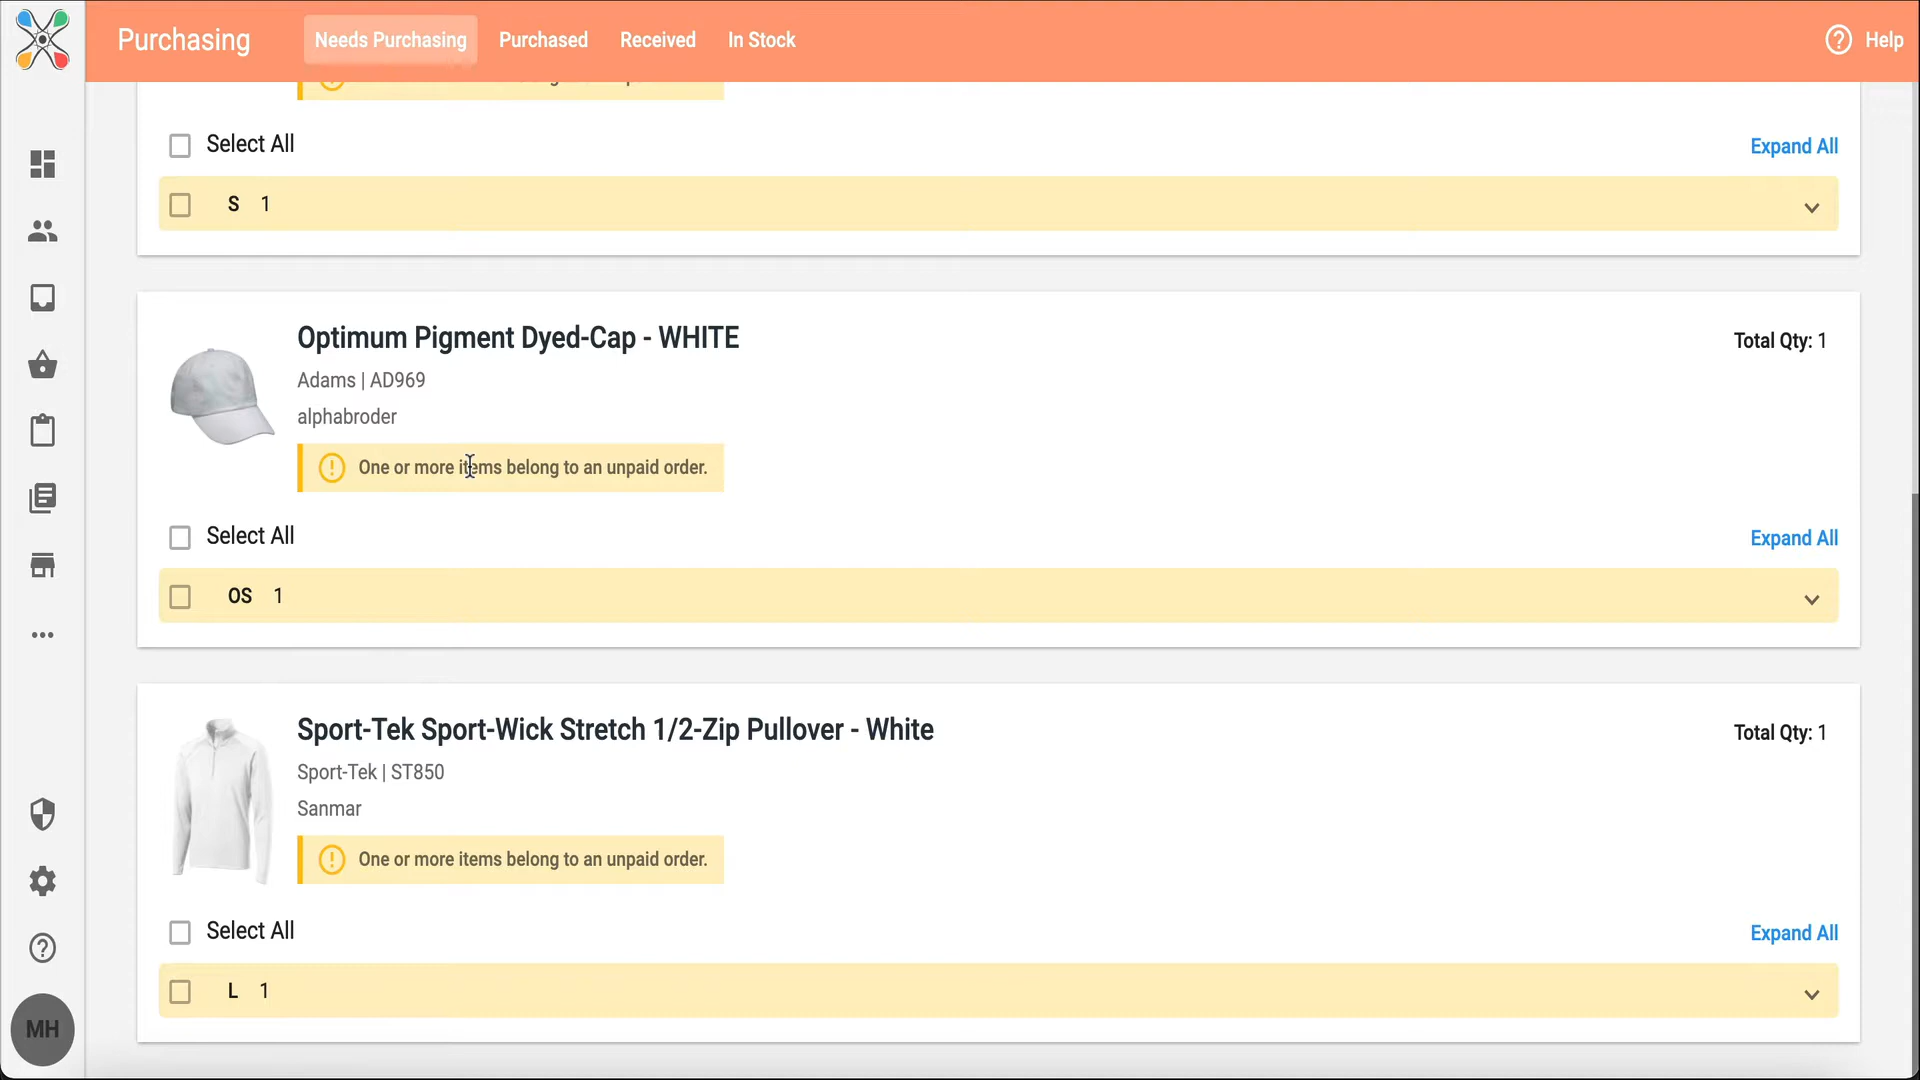 Purchasing
Needs Purchasing
Purchased
Received
In Stock
Help
Select All
Expand All
S 1
Optimum Pigment Dyed-Cap - WHITE
Total Qty: 1
Adams | AD969
alphabroder
One or more items belong to an unpaid order.
Select All
Expand All
OS 1
Sport-Tek Sport-Wick Stretch 1/2-Zip Pullover - White
Total Qty: 1
Sport-Tek | ST850
Sanmar
One or more items belong to an unpaid order.
Select All
Expand All
L 1
MH